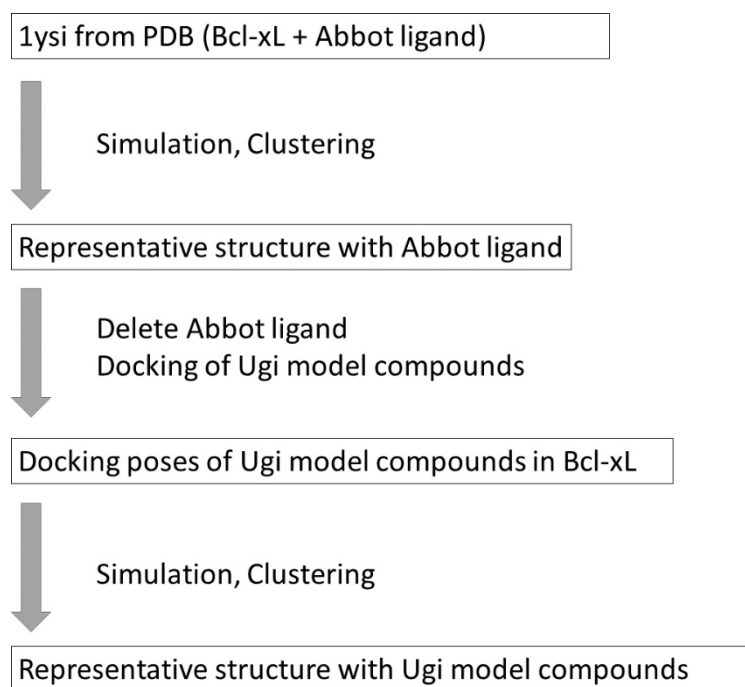 1ysi from PDB (Bcl-xL + Abbot ligand)
Simulation, Clustering
Representative structure with Abbot ligand
Delete Abbot ligand
Docking of Ugi model compounds
Docking poses of Ugi model compounds in Bcl-xL
Simulation, Clustering
Representative structure with Ugi model compounds